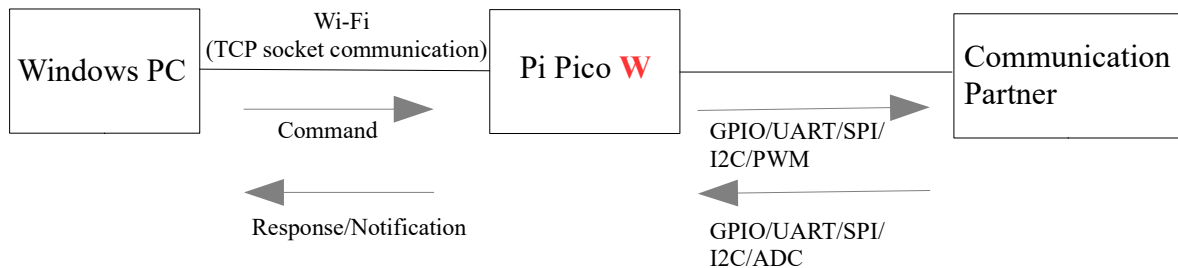 Wi-Fi
(TCP socket communication)
Windows PC
Pi Pico W
Communication
Partner
Command
GPIO/UART/SPI/
I2C/PWM
Response/Notification
GPIO/UART/SPI/
I2C/ADC